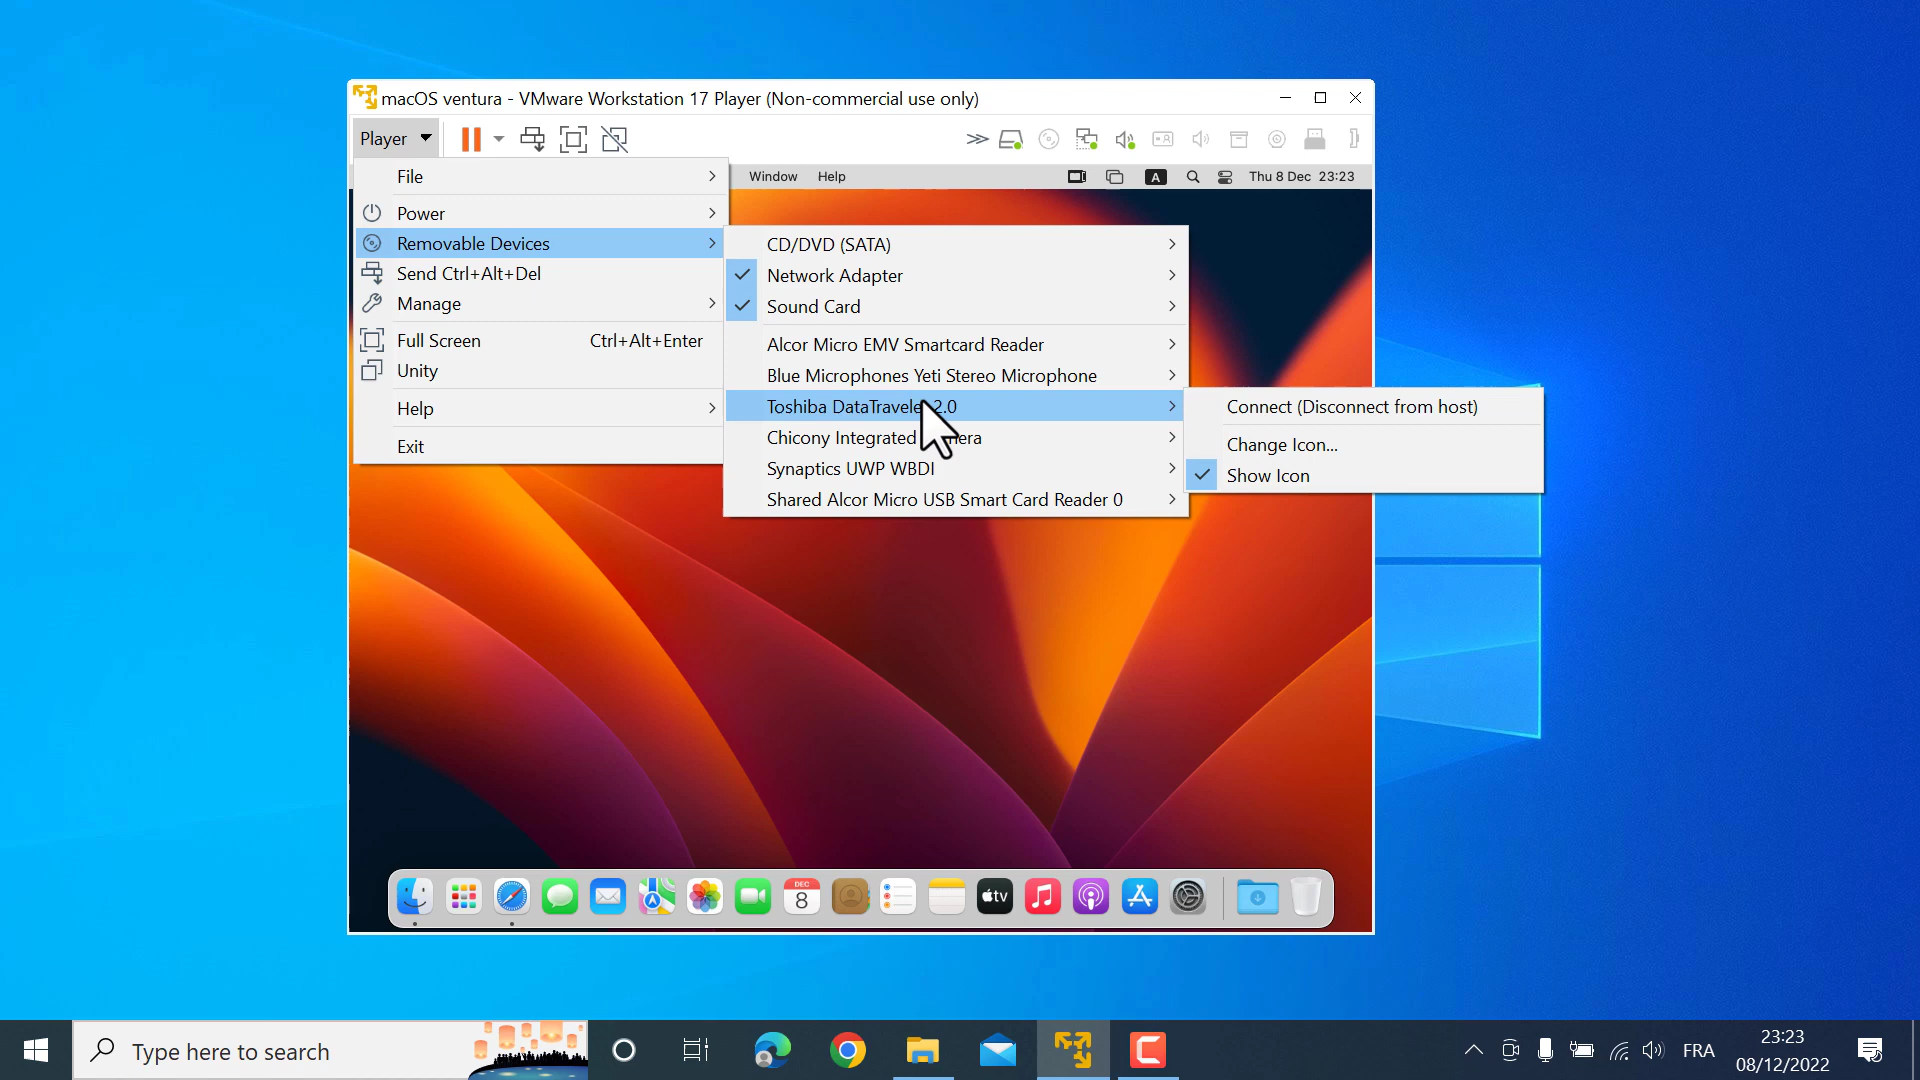 macOS ventura - VMware Workstation 17 Player (Non-commercial use only)
Player
Window Help A Thu 8 Dec 23:23
File
Power
Removable Devices
Send Ctrl+Alt+Del
Manage
Full Screen Ctrl+Alt+Enter
Unity
Help
Exit
CD/DVD (SATA)
Network Adapter
Sound Card
Alcor Micro EMV Smartcard Reader
Blue Microphones Yeti Stereo Microphone
Toshiba 2.0
Chicony Integrated
Synaptics UWP WBDI
Shared Alcor Micro USB Smart Card Reader 0
Connect (Disconnect from host)
Change Icon...
Show Icon
DEC
8
tv
Type here to search
FRA
23:23
08/12/2022